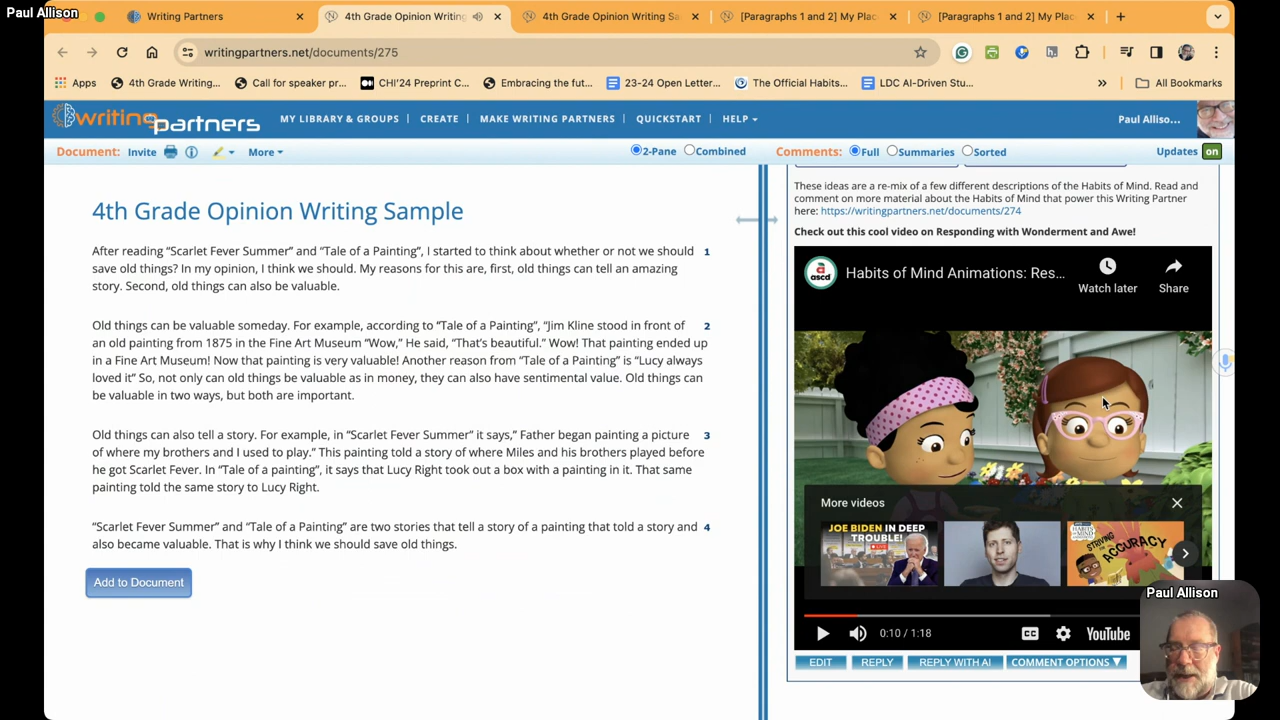 Paul Allison
Writing Partners
4th Grade Opinion Writing
4th Grade Opinion Writing Sa
[Paragraphs 1 and 2] My Plac
[Paragraphs 1 and 2] My Plac
writingpartners.net/documents/275
Apps
4th Grade Writing...
Call for speaker pr...
CHI'24 Preprint C...
Embracing the fut...
23-24 Open Letter...
The Official Habits...
LDC AI-Driven Stu...
»
All Bookmarks
writing partners
MY LIBRARY & GROUPS | CREATE | MAKE WRITING PARTNERS | QUICKSTART | HELP
Paul Alliso...
Document: Invite More
2-Pane Combined
Comments: Full Summaries Sorted
Updates on
4th Grade Opinion Writing Sample
After reading “Scarlet Fever Summer” and “Tale of a Painting”, I started to think about whether or not we should 1
save old things? In my opinion, I think we should. My reasons for this are, first, old things can tell an amazing
story. Second, old things can also be valuable.
Old things can be valuable someday. For example, according to “Tale of a Painting”, “Jim Kline stood in front of 2
an old painting from 1875 in the Fine Art Museum “Wow,” He said, “That’s beautiful.” Wow! That painting ended up
in a Fine Art Museum! Now that painting is very valuable! Another reason from “Tale of a Painting” is “Lucy always
loved it” So, not only can old things be valuable as in money, they can also have sentimental value. Old things can
be valuable in two ways, but both are important.
Old things can also tell a story. For example, in “Scarlet Fever Summer” it says,” Father began painting a picture 3
of where my brothers and I used to play.” This painting told a story of where Miles and his brothers played before
he got Scarlet Fever. In “Tale of a painting”, it says that Lucy Right took out a box with a painting in it. That same
painting told the same story to Lucy Right.
“Scarlet Fever Summer” and “Tale of a Painting” are two stories that tell a story of a painting that told a story and 4
also became valuable. That is why I think we should save old things.
Add to Document
These ideas are a re-mix of a few different descriptions of the Habits of Mind. Read and
comment on more material about the Habits of Mind that power this Writing Partner
here: https://writingpartners.net/documents/274
Check out this cool video on Responding with Wonderment and Awe!
ascd
Habits of Mind Animations: Res...
Watch later
Share
More videos
JOE BIDEN IN DEEP
TROUBLE!
STRIVING
ACCURACY
0:10 / 1:18
CC
YouTube
EDIT
REPLY
REPLY WITH AI
COMMENT OPTIONS ▼
Paul Allison